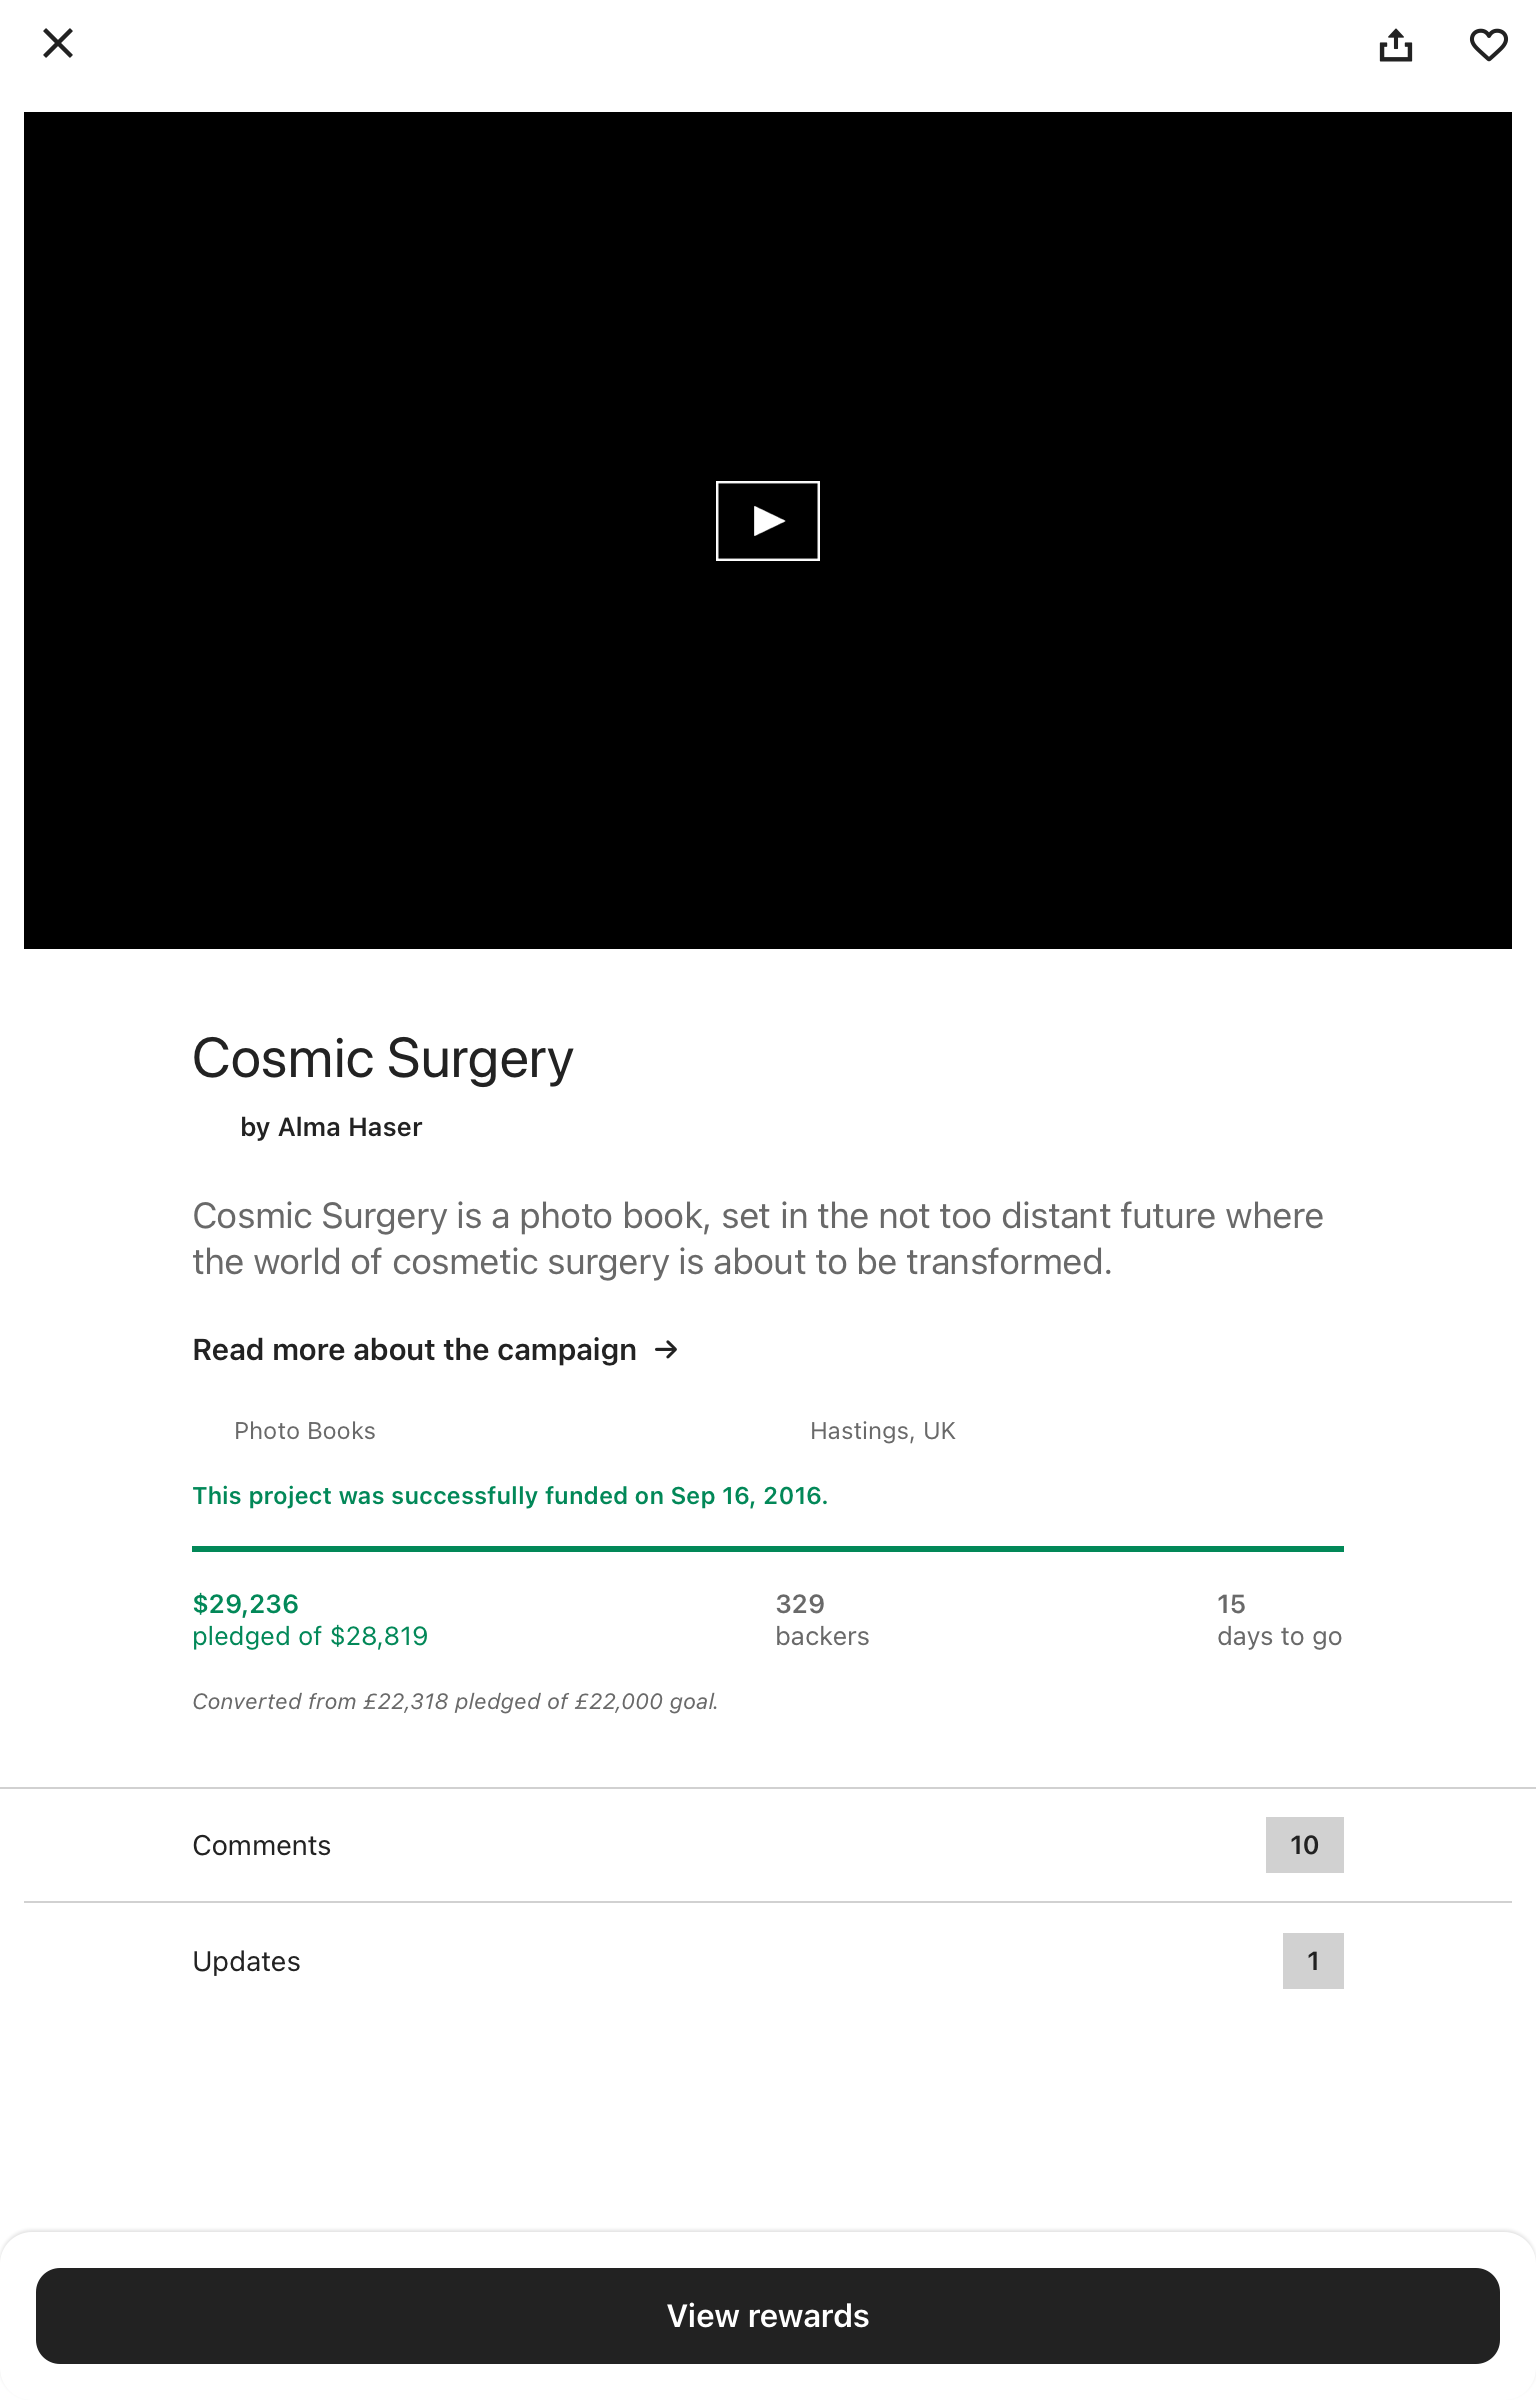 Cosmic Surgery
by Alma Haser
Cosmic Surgery is a photo book, set in the not too distant future where
the world of cosmetic surgery is about to be transformed.
Read more about the campaign →
Photo Books
Hastings, UK
This project was successfully funded on Sep 16, 2016.
$29,236
pledged of $28,819
329
backers
15
days to go
Converted from £22,318 pledged of £22,000 goal.
Comments
10
Updates
1
View rewards